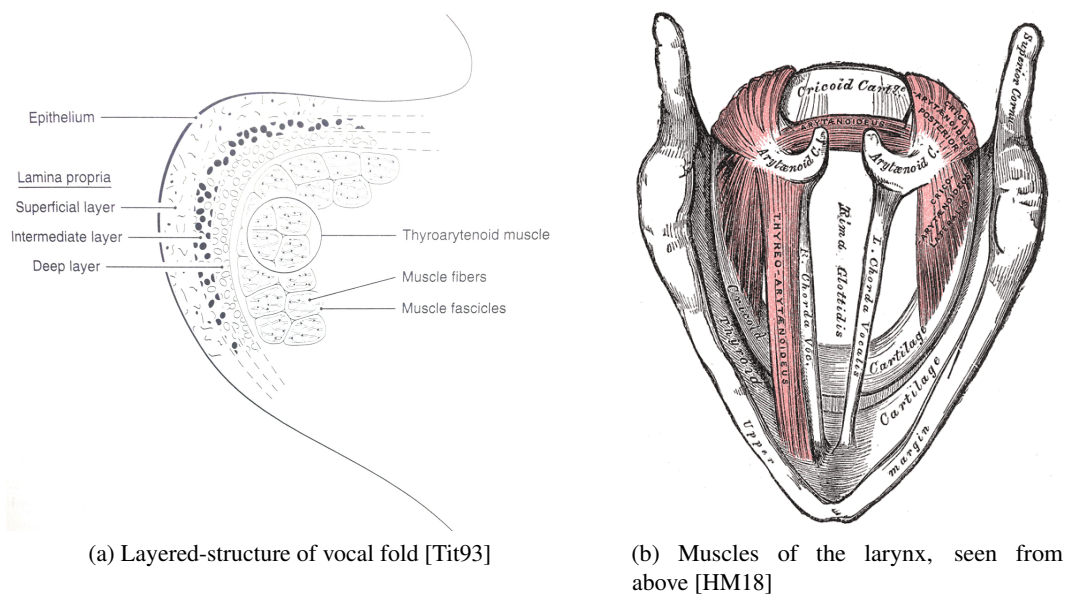 Epithelium
Lamina propria
Superficial layer
Intermediate layer
Deep layer
Thyroarytenoid muscle
Muscle fibers
Muscle fascicles
(a) Layered-structure of vocal fold [Tit93]
Superior Cornu
Cricoid Cartge
ARYTÆNOIDEUS
CRICO-
ARYTÆNOIDEUS
POSTERIOR
Arytænoid C.
Arytænoid C.
CRICO
ARYTÆNOIDEUS
THYREO-ARYTÆNOIDEUS
R. Chorda Voc.
Rima Glottidis
L. Chorda Vocalis
Cricoid
Cartilage
Thyroid
Cartilage
Upper
margin
(b) Muscles of the larynx, seen from
above [HM18]